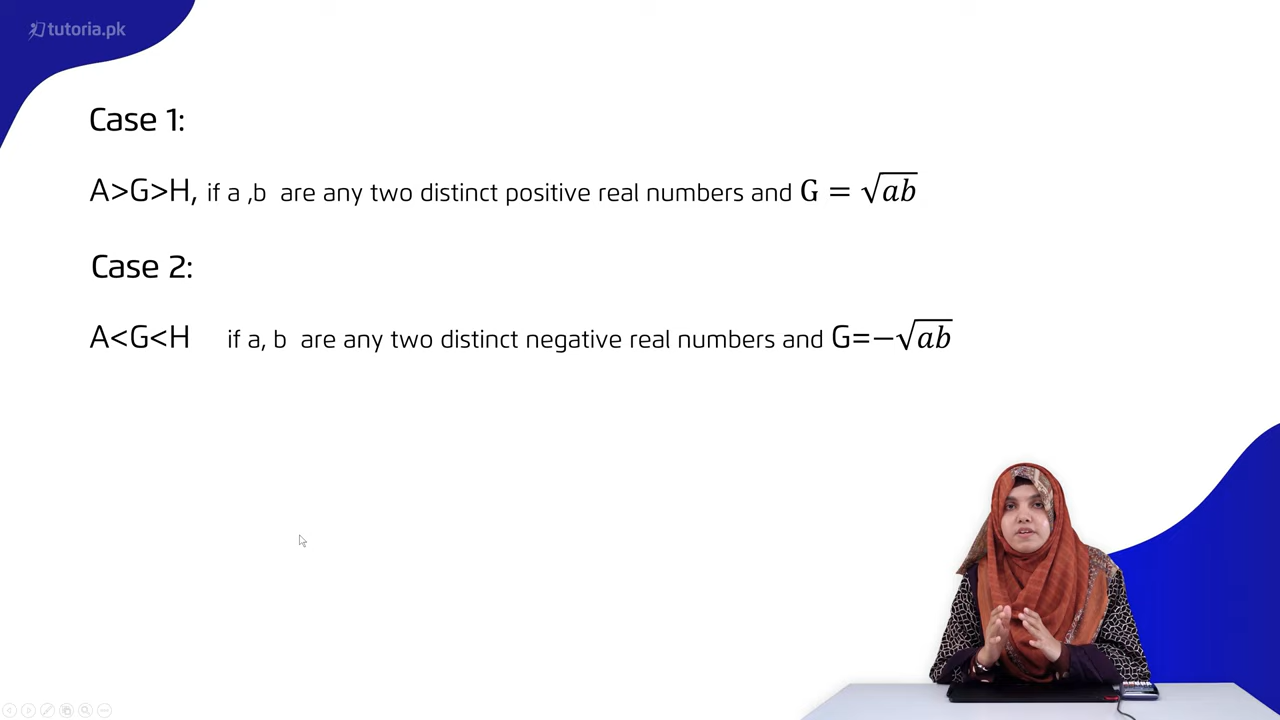 tutoria.pk
Case 1:
A>G>H, if a ,b are any two distinct positive real numbers and G = √ab
Case 2:
A<G<H if a, b are any two distinct negative real numbers and G=−√ab